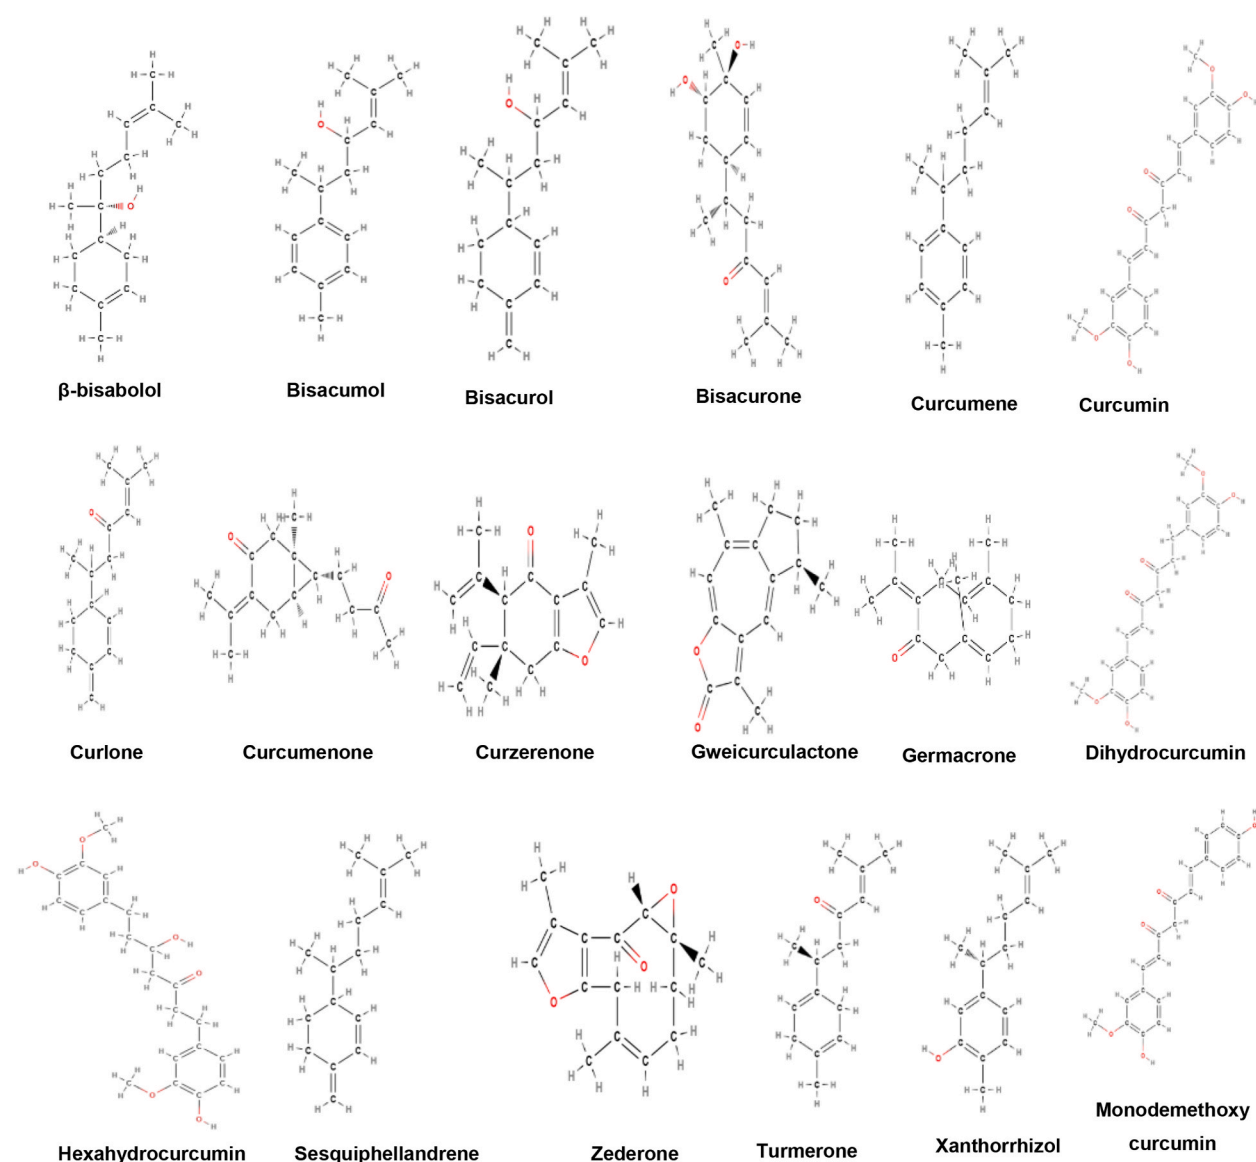 β-bisabolol
Bisacumol
Bisacurol
Bisacurone
Curcumene
Curcumin
Curlone
Curcumenone
Curzerenone
Gweicurculactone
Germacrone
Dihydrocurcumin
Hexahydrocurcumin
Sesquiphellandrene
Zederone
Turmerone
Xanthorrhizol
Monodemethoxy
curcumin